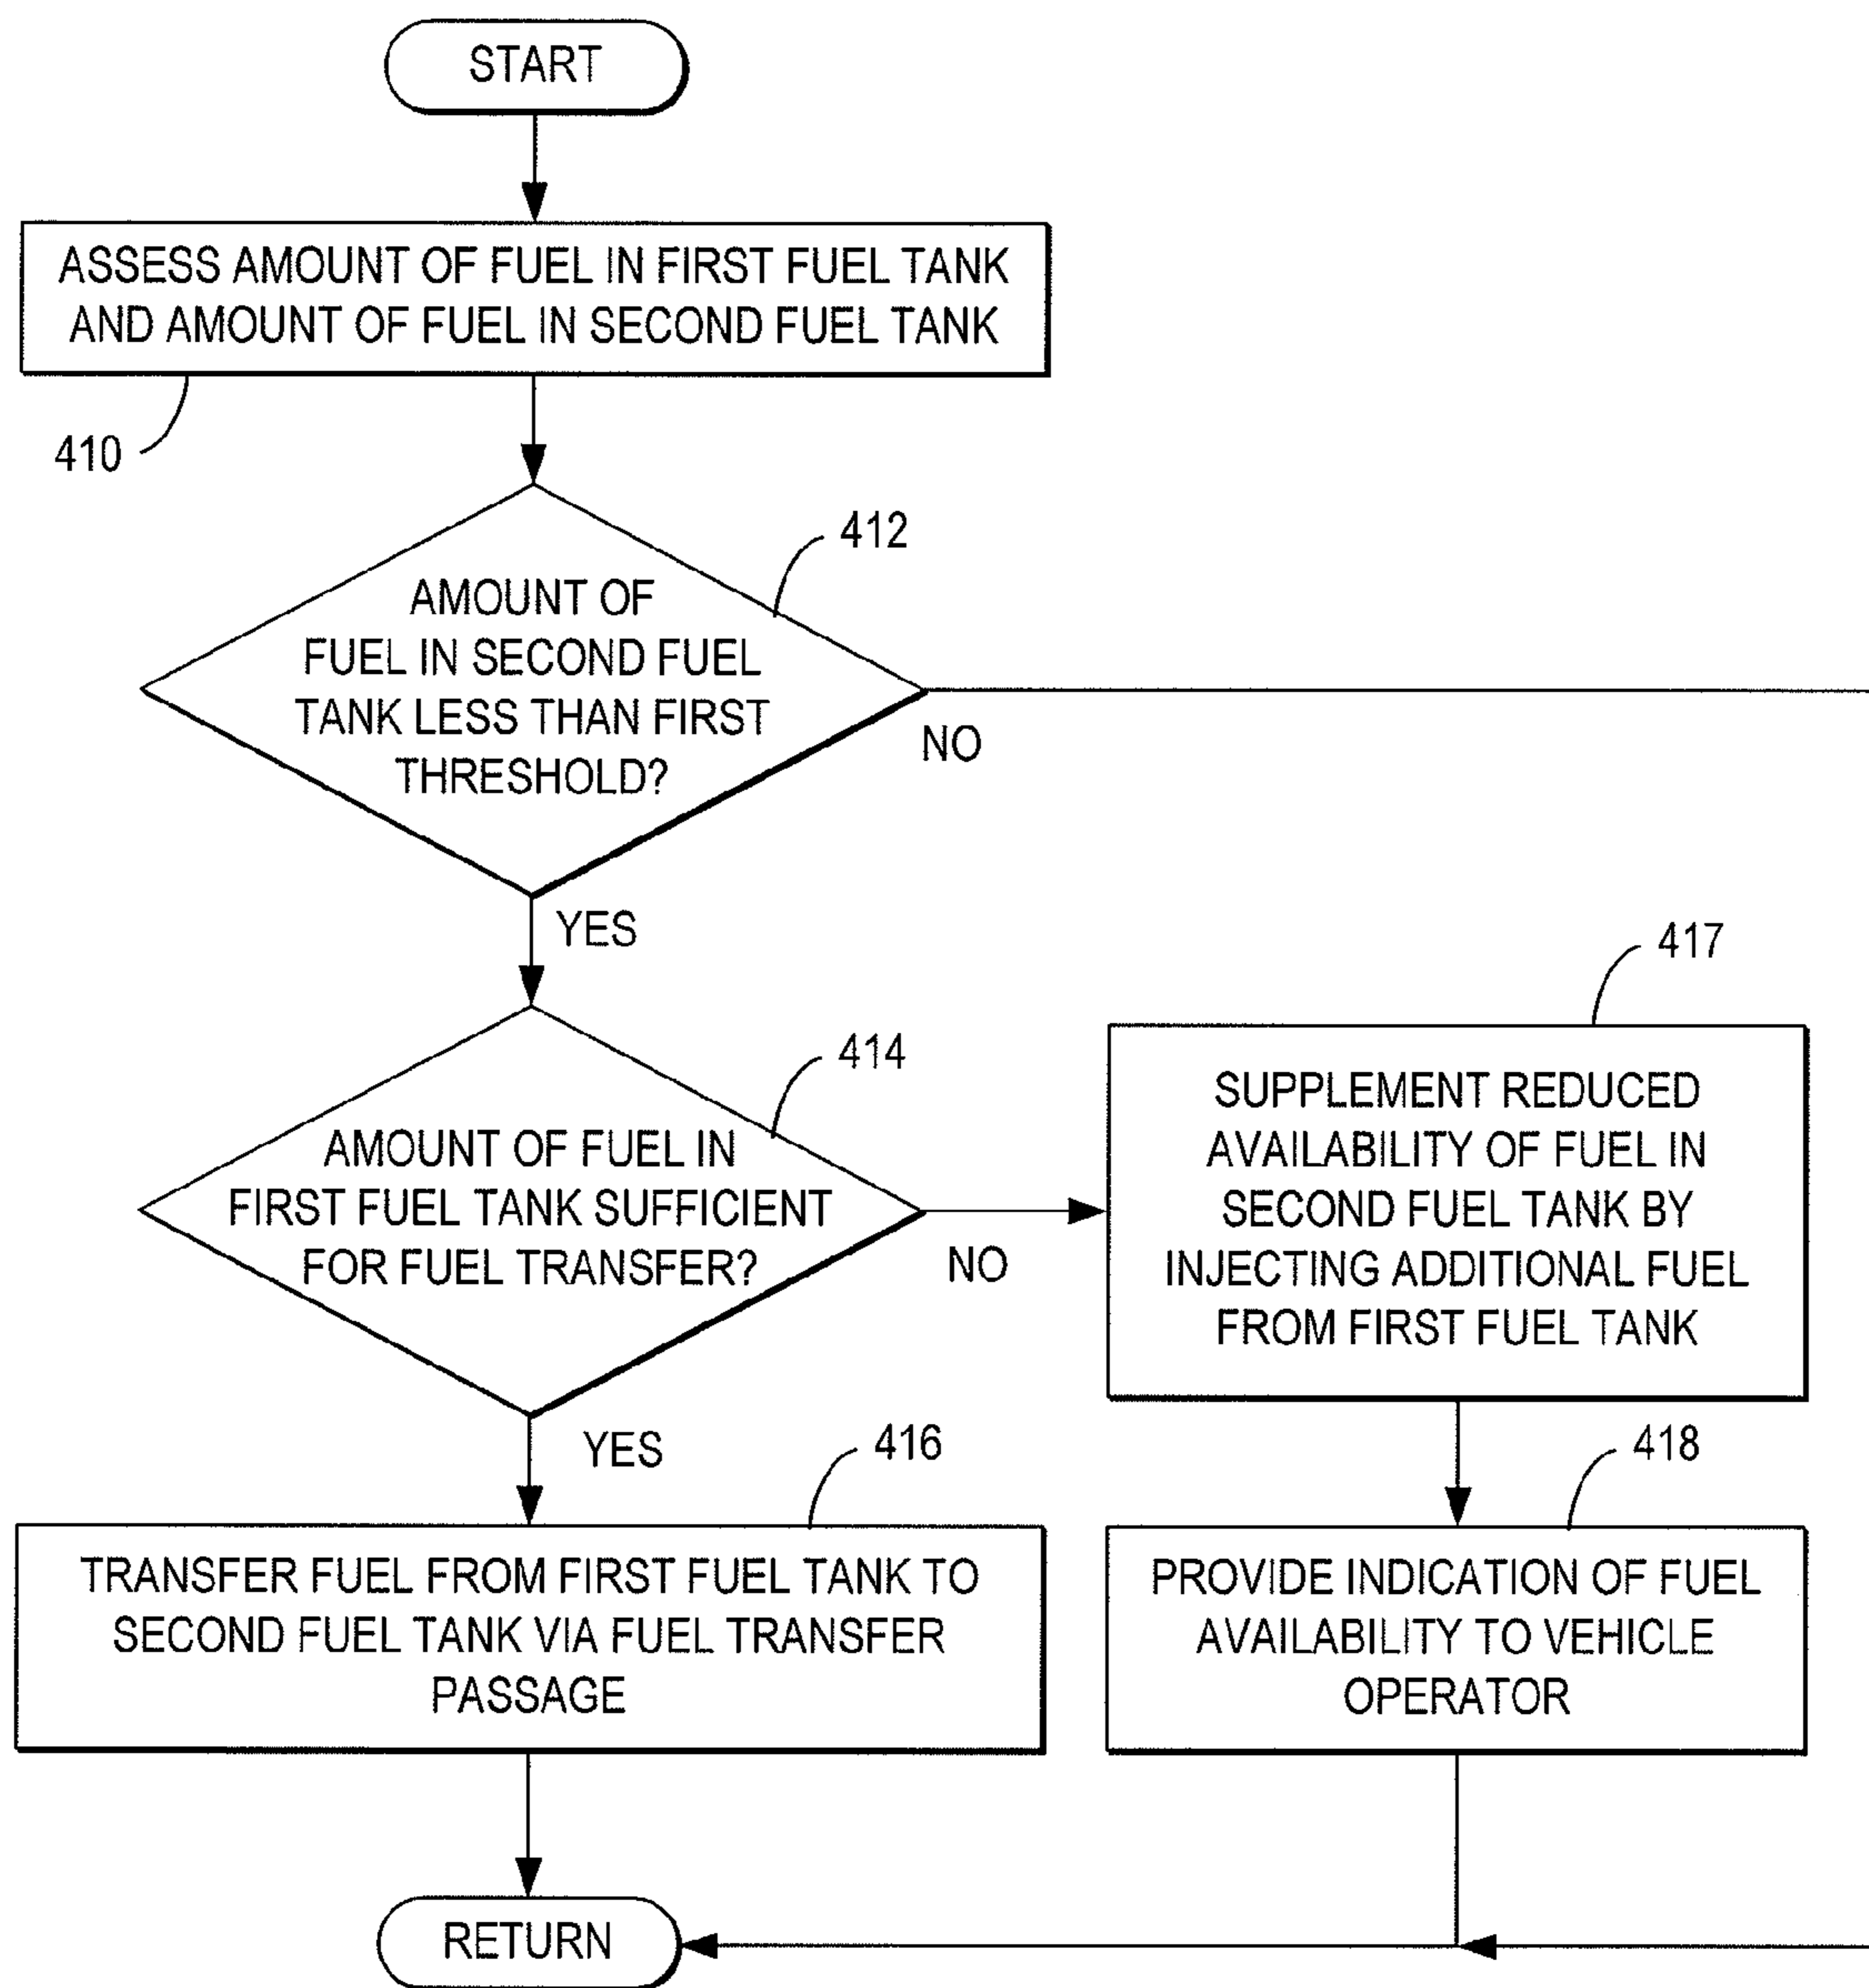 START
ASSESS AMOUNT OF FUEL IN FIRST FUEL TANK
AND AMOUNT OF FUEL IN SECOND FUEL TANK
410
412
AMOUNT OF
FUEL IN SECOND FUEL
TANK LESS THAN FIRST
THRESHOLD?
NO
YES
417
414
AMOUNT OF FUEL IN
FIRST FUEL TANK SUFFICIENT
FOR FUEL TRANSFER?
NO
SUPPLEMENT REDUCED
AVAILABILITY OF FUEL IN
SECOND FUEL TANK BY
INJECTING ADDITIONAL FUEL
FROM FIRST FUEL TANK
YES
416
418
TRANSFER FUEL FROM FIRST FUEL TANK TO
SECOND FUEL TANK VIA FUEL TRANSFER
PASSAGE
PROVIDE INDICATION OF FUEL
AVAILABILITY TO VEHICLE
OPERATOR
RETURN